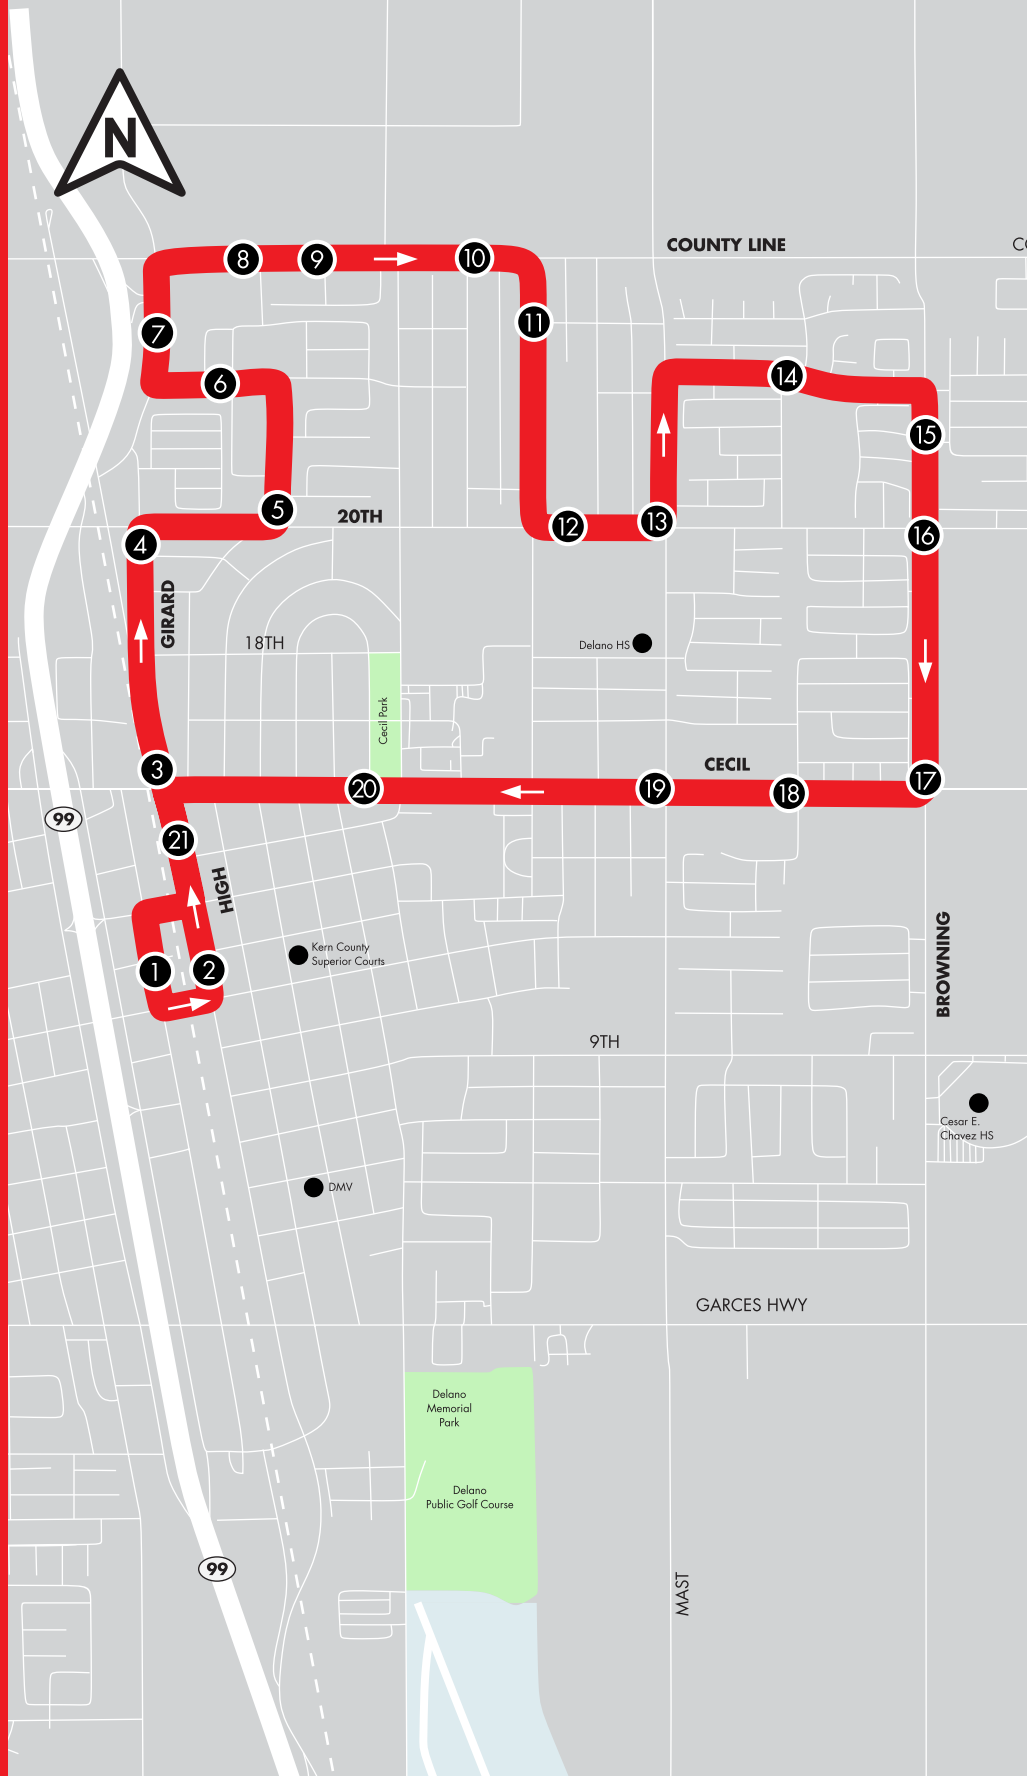 N
COUNTY LINE
CO
8
9
10
11
7
6
14
15
5
20TH
12
13
16
4
GIRARD
18TH
Delano HS
Cecil Park
3
CECIL
20
19
18
17
99
21
HIGH
1
2
Kern County
Superior Courts
BROWNING
9TH
Cesar E.
Chavez HS
DMV
GARCES HWY
Delano
Memorial
Park
Delano
Public Golf Course
99
MAST